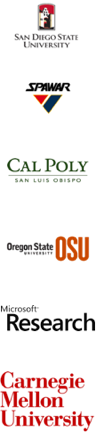 SAN DIEGO STATE
UNIVERSITY
SPAWAR
CAL POLY
SAN LUIS OBISPO
Oregon State OSU
UNIVERSITY
Microsoft®
Research
Carnegie
Mellon
University